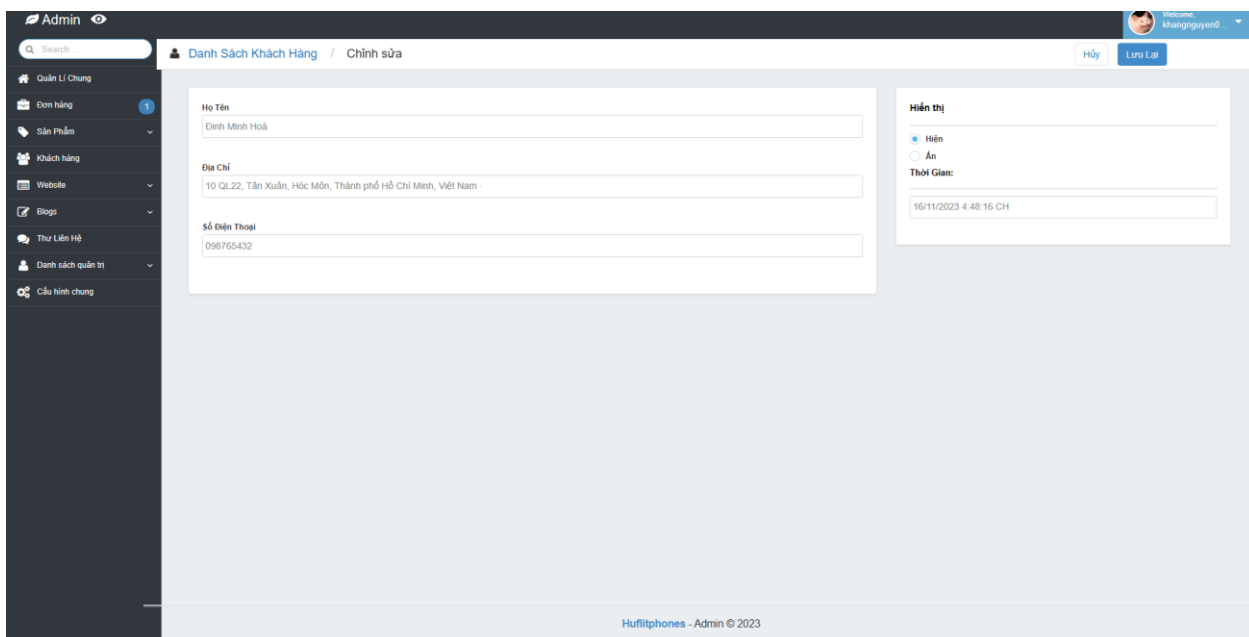 Admin
Welcome,
khangnguyen0...
Search ...
Danh Sách Khách Hàng / Chỉnh sửa
Hủy
Lưu Lại
Quản Lí Chung
Đơn hàng
1
Sản Phẩm
Khách hàng
Website
Blogs
Thư Liên Hệ
Danh sách quản trị
Cấu hình chung
Họ Tên
Đinh Minh Hoà
Địa Chỉ
10 QL22, Tân Xuân, Hóc Môn, Thành phố Hồ Chí Minh, Việt Nam ·
Số Điện Thoại
098765432
Hiển thị
Hiện
Ẩn
Thời Gian:
16/11/2023 4:48:16 CH
Huflitphones - Admin © 2023